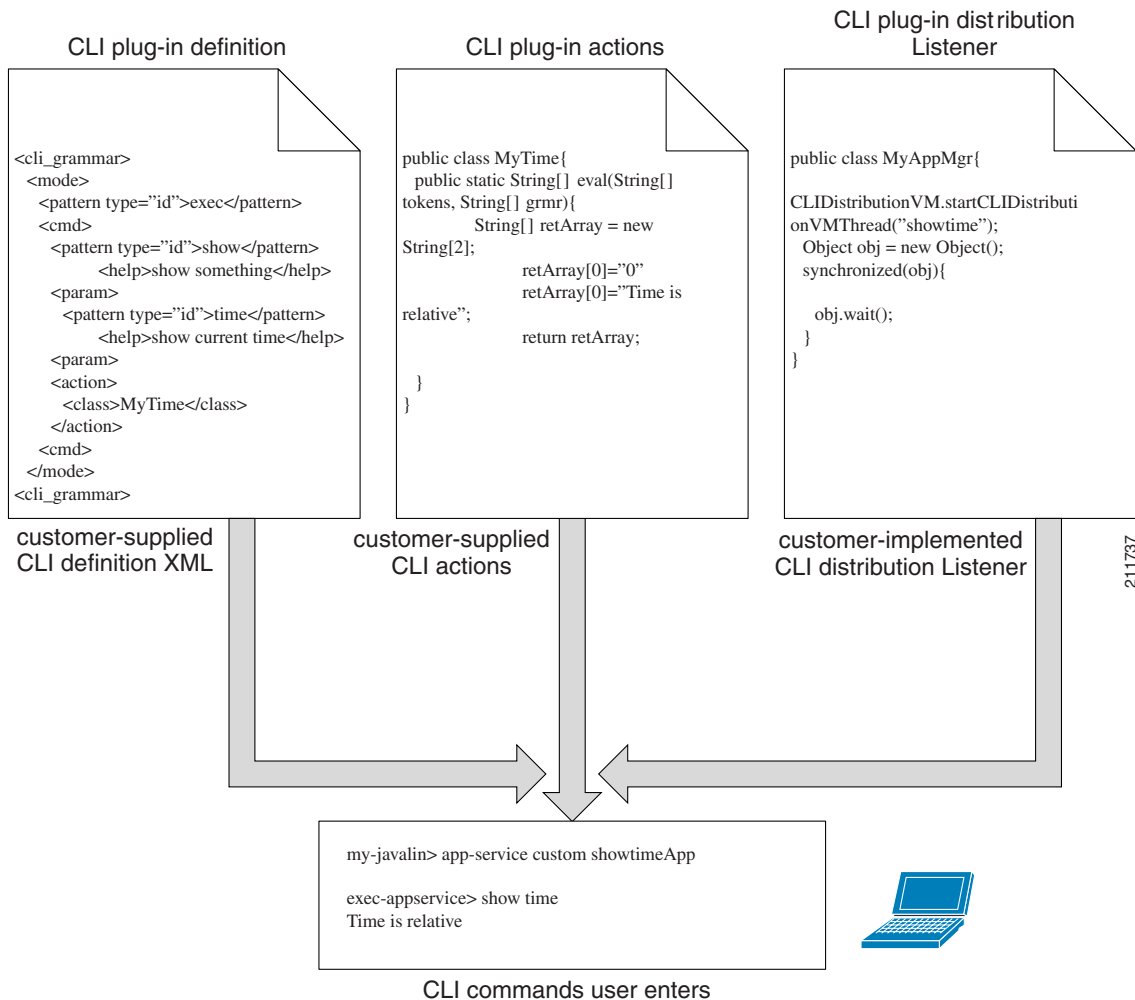 CLI plug-in definition
<cli_grammar>
<mode>
<pattern type=”id”>exec</pattern>
<cmd>
<pattern type=”id”>show</pattern>
<help>show something</help>
<param>
<pattern type=”id”>time</pattern>
<help>show current time</help>
<param>
<action>
<class>MyTime</class>
</action>
<cmd>
</mode>
<cli_grammar>
customer-supplied
CLI definition XML
CLI plug-in actions
public class MyTime{
public static String[] eval(String[]
tokens, String[] grmr){
String[] retArray = new
String[2];
retArray[0]=”0”
retArray[0]=”Time is
relative”;
return retArray;
}
}
customer-supplied
CLI actions
CLI plug-in distribution
Listener
public class MyAppMgr{
CLIDistributionVM.startCLIDistributi
onVMThread(”showtime”);
Object obj = new Object();
synchronized(obj){
obj.wait();
}
}
customer-implemented
CLI distribution Listener
211737
my-javalin> app-service custom showtimeApp
exec-appservice> show time
Time is relative
CLI commands user enters